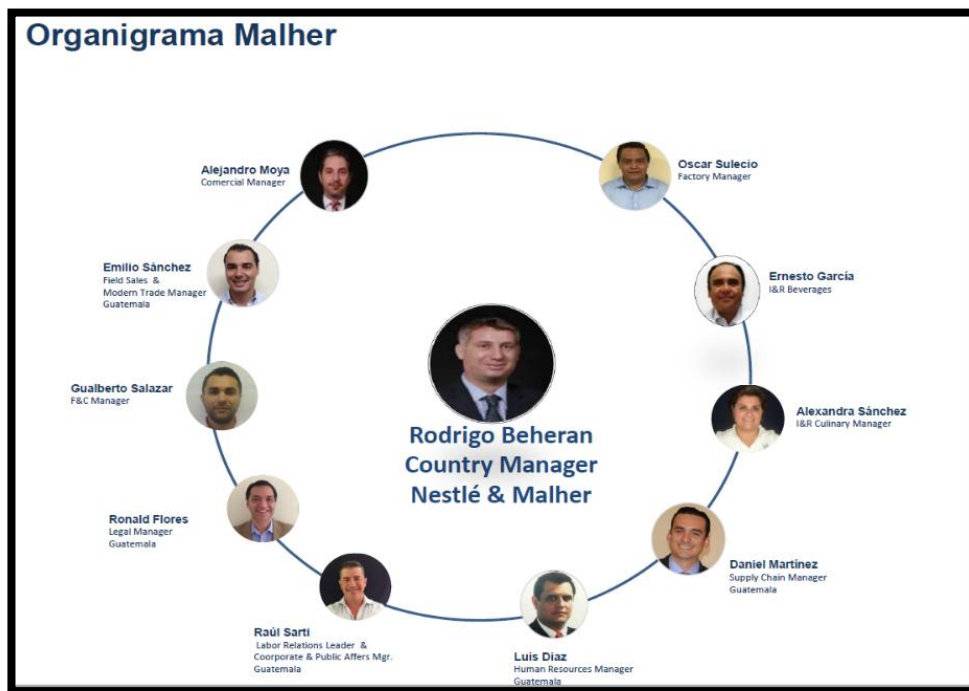 Organigrama Malher
Alejandro Moya
Comercial Manager
Oscar Sulecio
Factory Manager
Emilio Sánchez
Field Sales &
Modern Trade Manager
Guatemala
Ernesto García
I&R Beverages
Gualberto Salazar
F&C Manager
Rodrigo Beheran
Country Manager
Nestlé & Malher
Alexandra Sánchez
I&R Culinary Manager
Ronald Flores
Legal Manager
Guatemala
Daniel Martínez
Supply Chain Manager
Guatemala
Raúl Sarti
Labor Relations Leader &
Coorporate & Public Affers Mgr.
Guatemala
Luis Díaz
Human Resources Manager
Guatemala